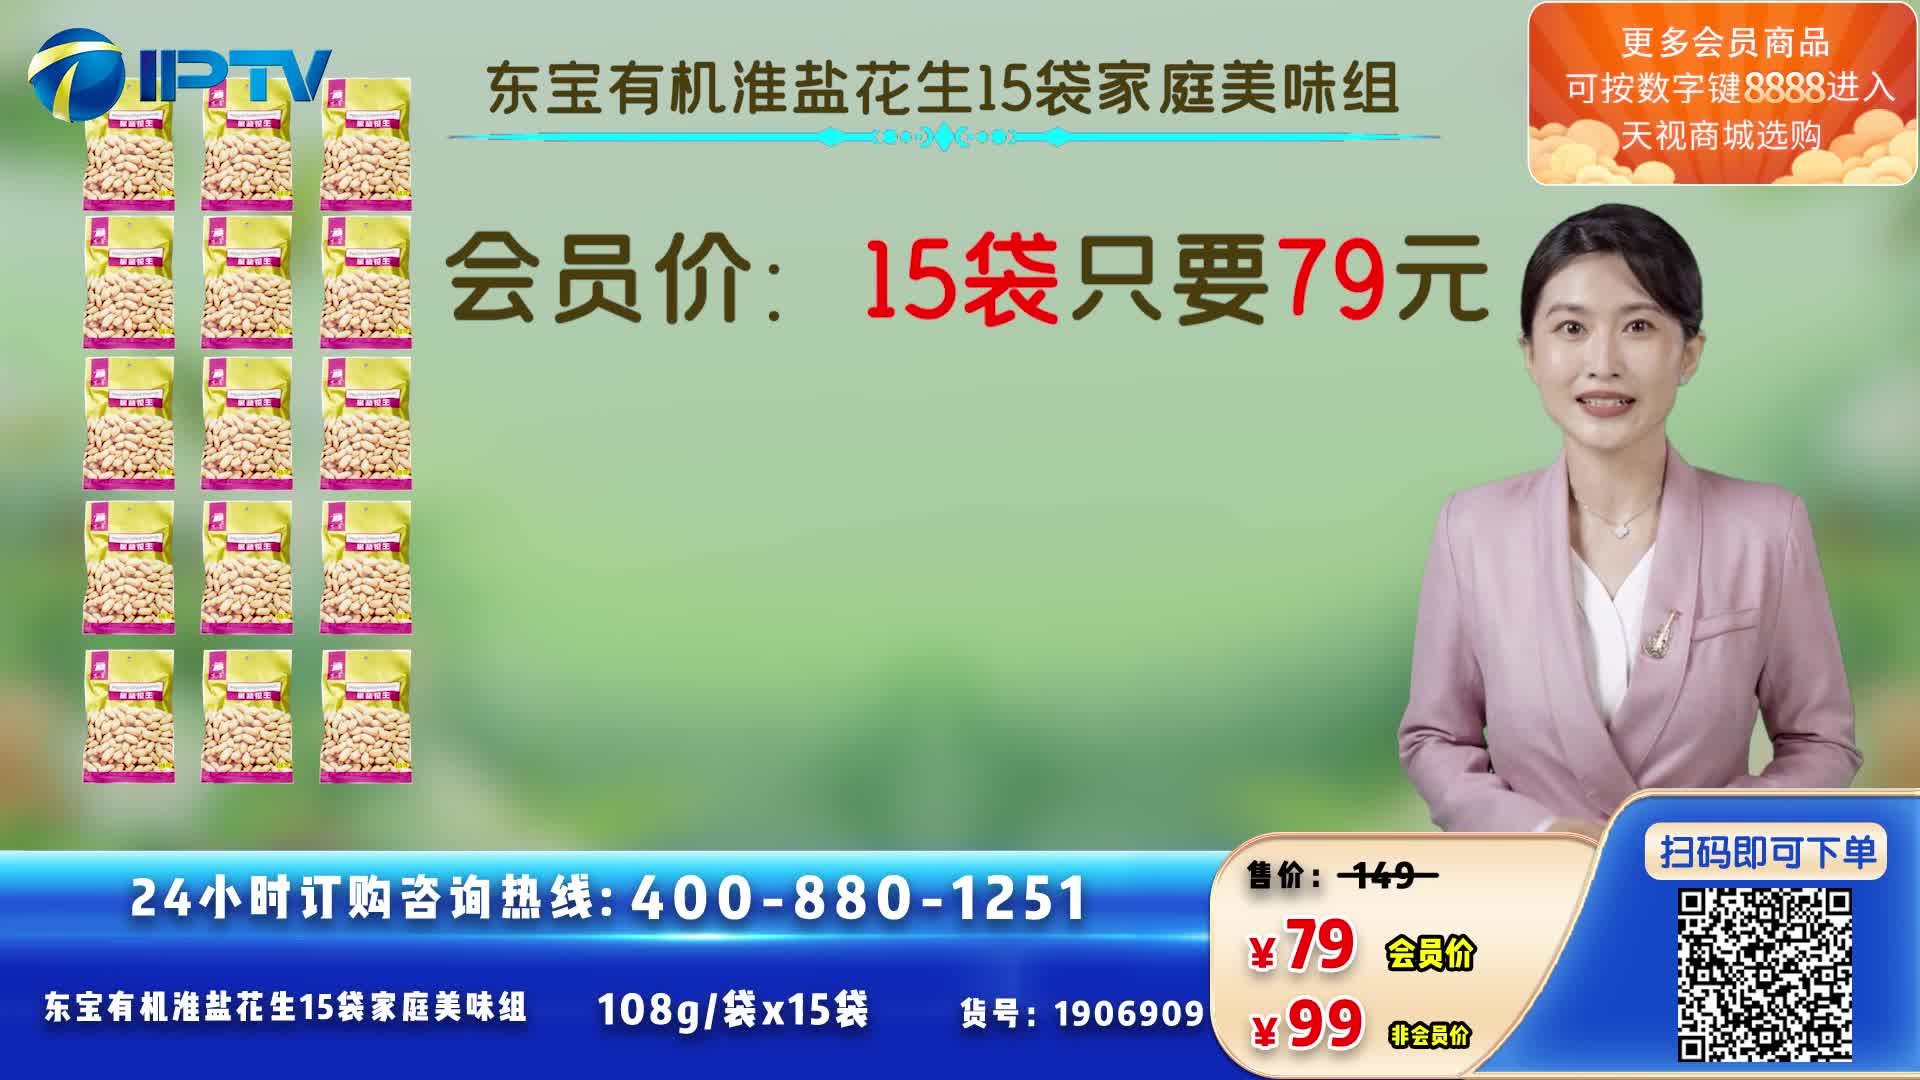 IPTV
东宝有机淮盐花生15袋家庭美味组
更多会员商品
可按数字键8888进入
天视商城选购
会员价：15袋只要79元
24小时订购咨询热线：400-880-1251
东宝有机淮盐花生15袋家庭美味组 108g/袋x15袋 货号：1906909
售价：149
¥79 会员价
¥99 非会员价
扫码即可下单